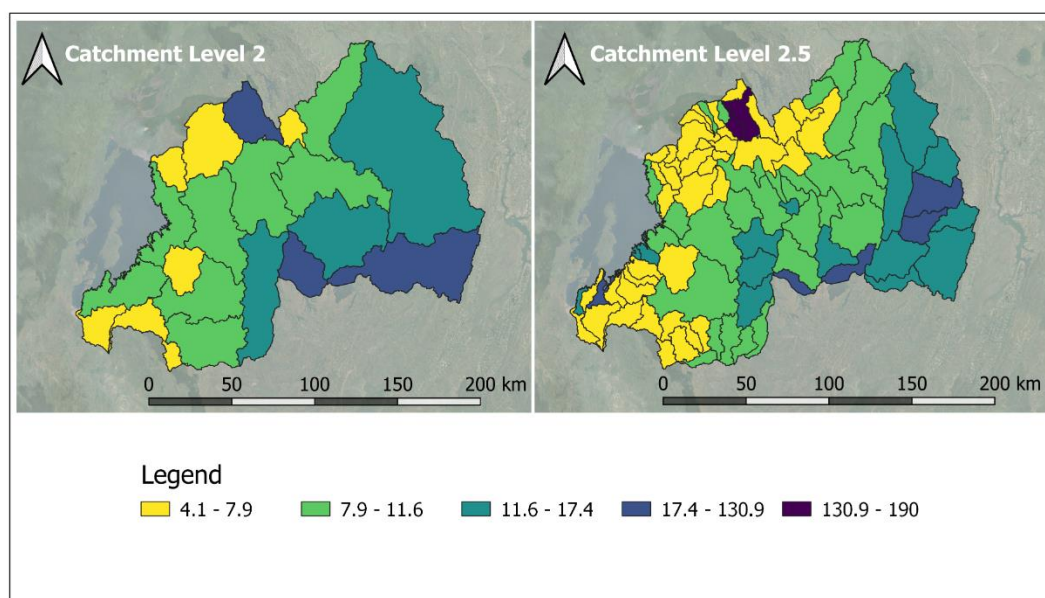 Catchment Level 2
Catchment Level 2.5
0 50 100 150 200 km
0 50 100 150 200 km
Legend
4.1 - 7.9 7.9 - 11.6 11.6 - 17.4 17.4 - 130.9 130.9 - 190